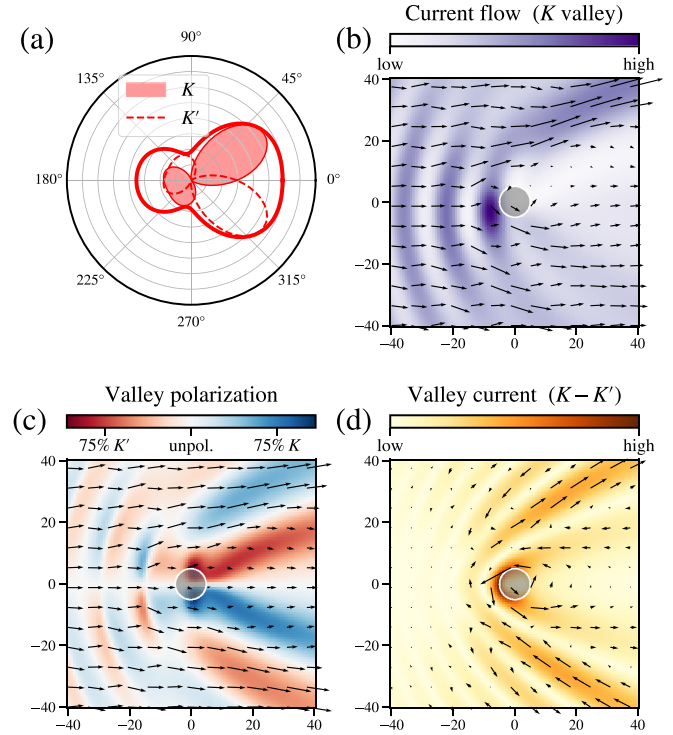 (a)
90°
135°
45°
K
K′
180°
0°
225°
315°
270°
(b)
Current flow (K valley)
low
high
40
20
0
−20
−40
−40
−20
0
20
40
(c)
Valley polarization
75% K′
unpol.
75% K
40
20
0
−20
−40
−40
−20
0
20
40
(d)
Valley current (K − K′)
low
high
40
20
0
−20
−40
−40
−20
0
20
40